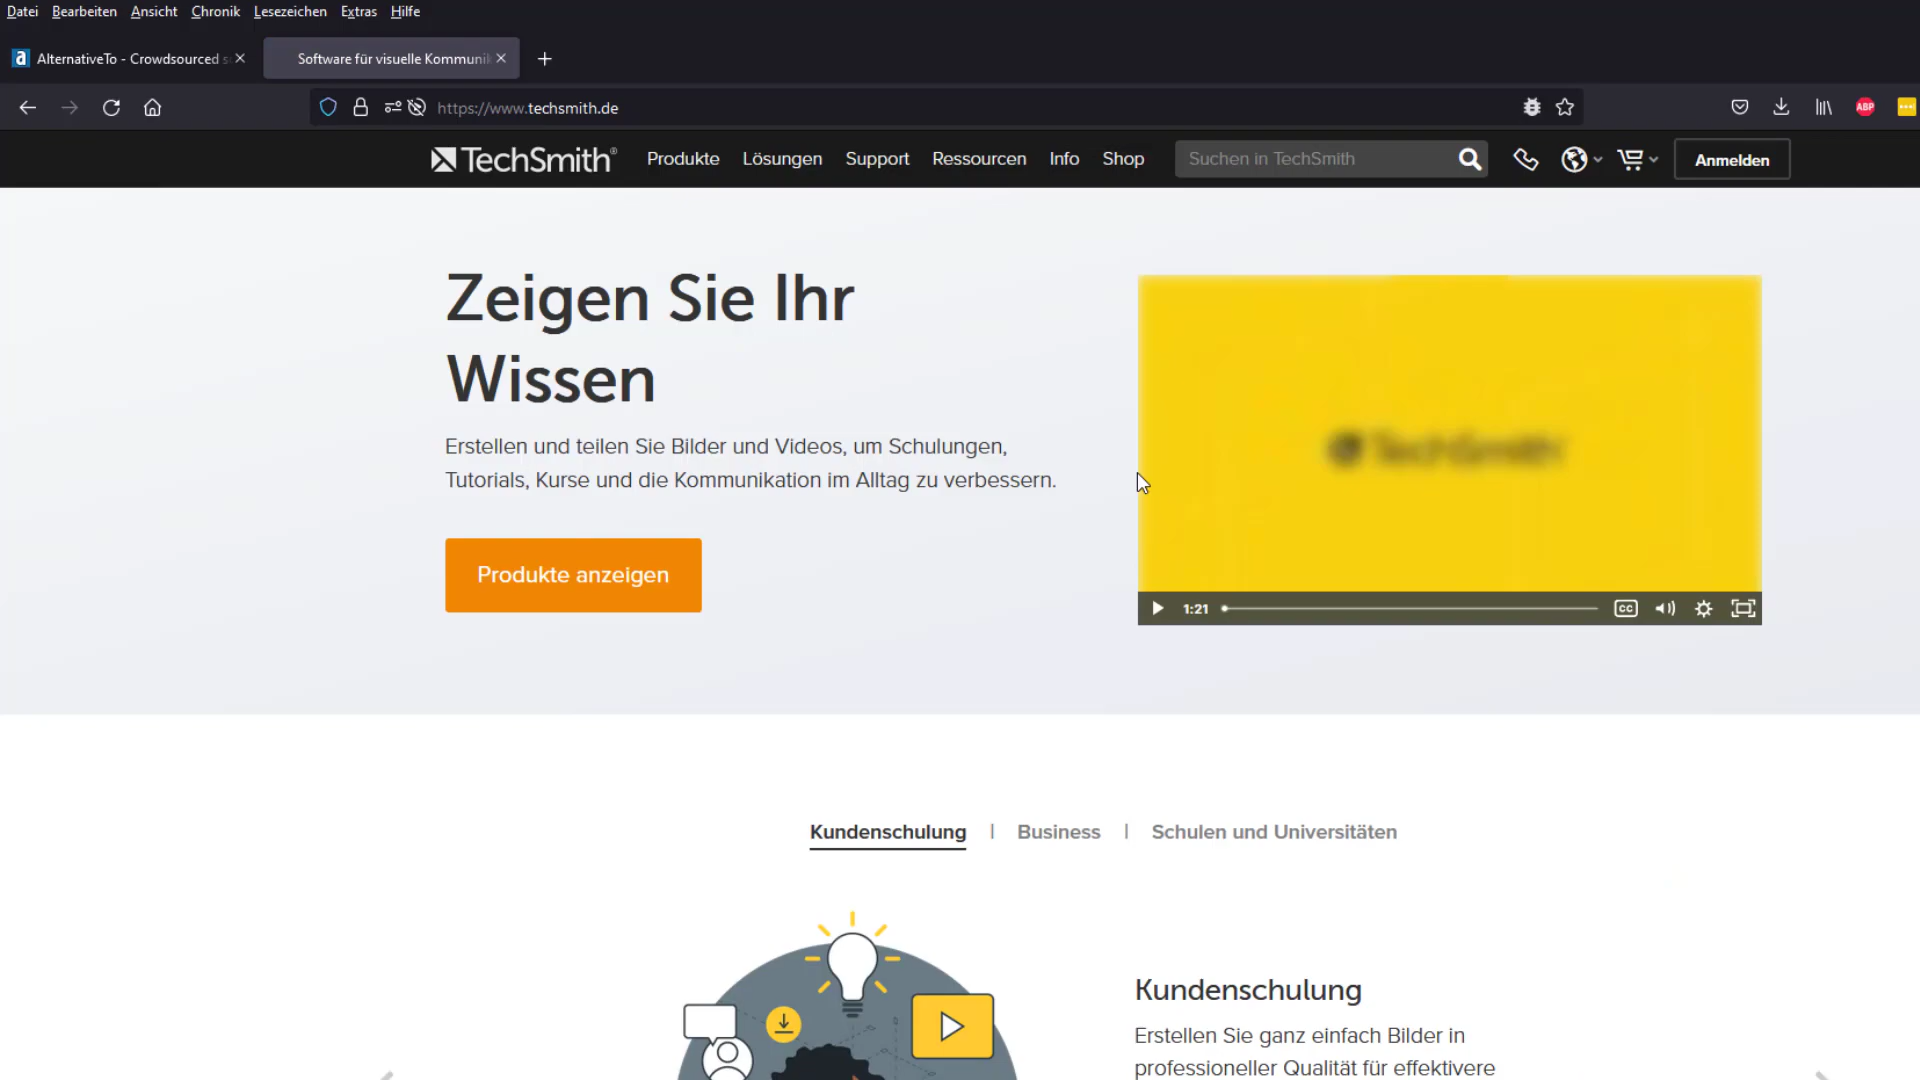 Datei Bearbeiten Ansicht Chronik Lesezeichen Extras Hilfe
AlternativeTo - Crowdsourced
Software für visuelle Kommuni
https://www.techsmith.de
ABP
TechSmith®
Produkte Lösungen Support Ressourcen Info Shop
Suchen in TechSmith
Anmelden
Zeigen Sie Ihr
Wissen
Erstellen und teilen Sie Bilder und Videos, um Schulungen,
Tutorials, Kurse und die Kommunikation im Alltag zu verbessern.
Produkte anzeigen
TechSmith
1:21
CC
Kundenschulung | Business | Schulen und Universitäten
Kundenschulung
Erstellen Sie ganz einfach Bilder in
professioneller Qualität für effektivere